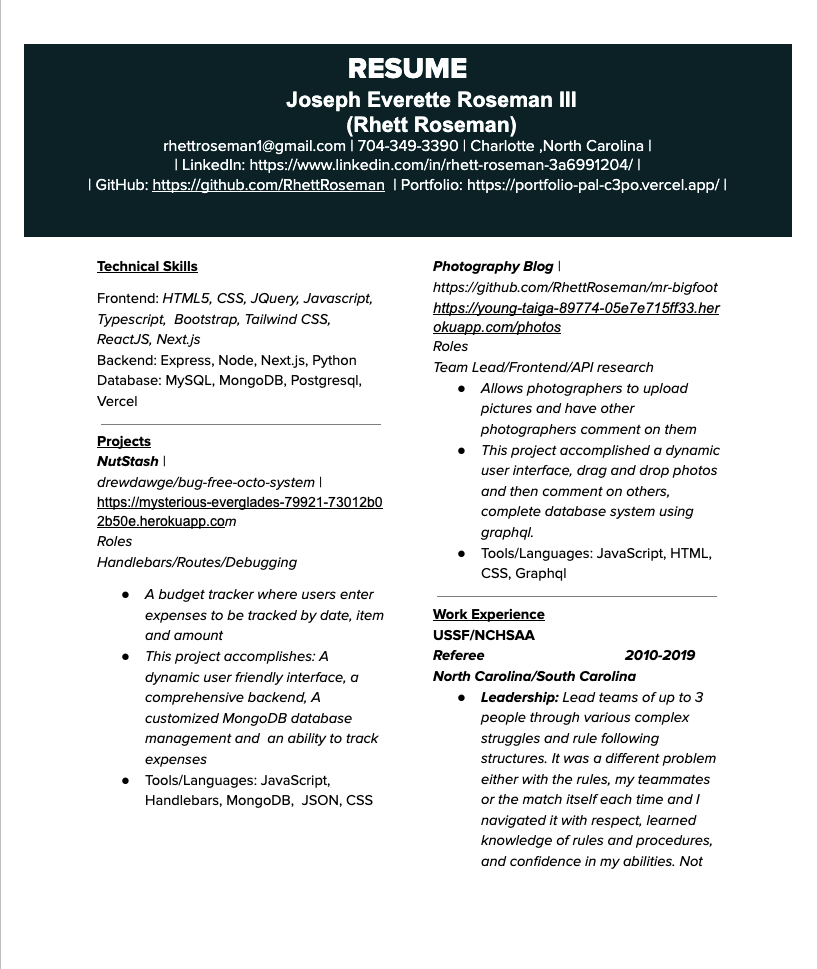 RESUME
Joseph Everette Roseman III
(Rhett Roseman)
rhettroseman1@gmail.com | 704-349-3390 | Charlotte ,North Carolina |
| LinkedIn: https://www.linkedin.com/in/rhett-roseman-3a6991204/ |
| GitHub: https://github.com/RhettRoseman | Portfolio: https://portfolio-pal-c3po.vercel.app/ |
Technical Skills
Frontend: HTML5, CSS, JQuery, Javascript,
Typescript, Bootstrap, Tailwind CSS,
ReactJS, Next.js
Backend: Express, Node, Next.js, Python
Database: MySQL, MongoDB, Postgresql,
Vercel
Projects
NutStash |
drewdawge/bug-free-octo-system |
https://mysterious-everglades-79921-73012b0
2b50e.herokuapp.com
Roles
Handlebars/Routes/Debugging
● A budget tracker where users enter
expenses to be tracked by date, item
and amount
● This project accomplishes: A
dynamic user friendly interface, a
comprehensive backend, A
customized MongoDB database
management and an ability to track
expenses
● Tools/Languages: JavaScript,
Handlebars, MongoDB, JSON, CSS
Photography Blog |
https://github.com/RhettRoseman/mr-bigfoot
https://young-taiga-89774-05e7e715ff33.her
okuapp.com/photos
Roles
Team Lead/Frontend/API research
● Allows photographers to upload
pictures and have other
photographers comment on them
● This project accomplished a dynamic
user interface, drag and drop photos
and then comment on others,
complete database system using
graphql.
● Tools/Languages: JavaScript, HTML,
CSS, Graphql
Work Experience
USSF/NCHSAA
Referee 2010-2019
North Carolina/South Carolina
● Leadership: Lead teams of up to 3
people through various complex
struggles and rule following
structures. It was a different problem
either with the rules, my teammates
or the match itself each time and I
navigated it with respect, learned
knowledge of rules and procedures,
and confidence in my abilities. Not